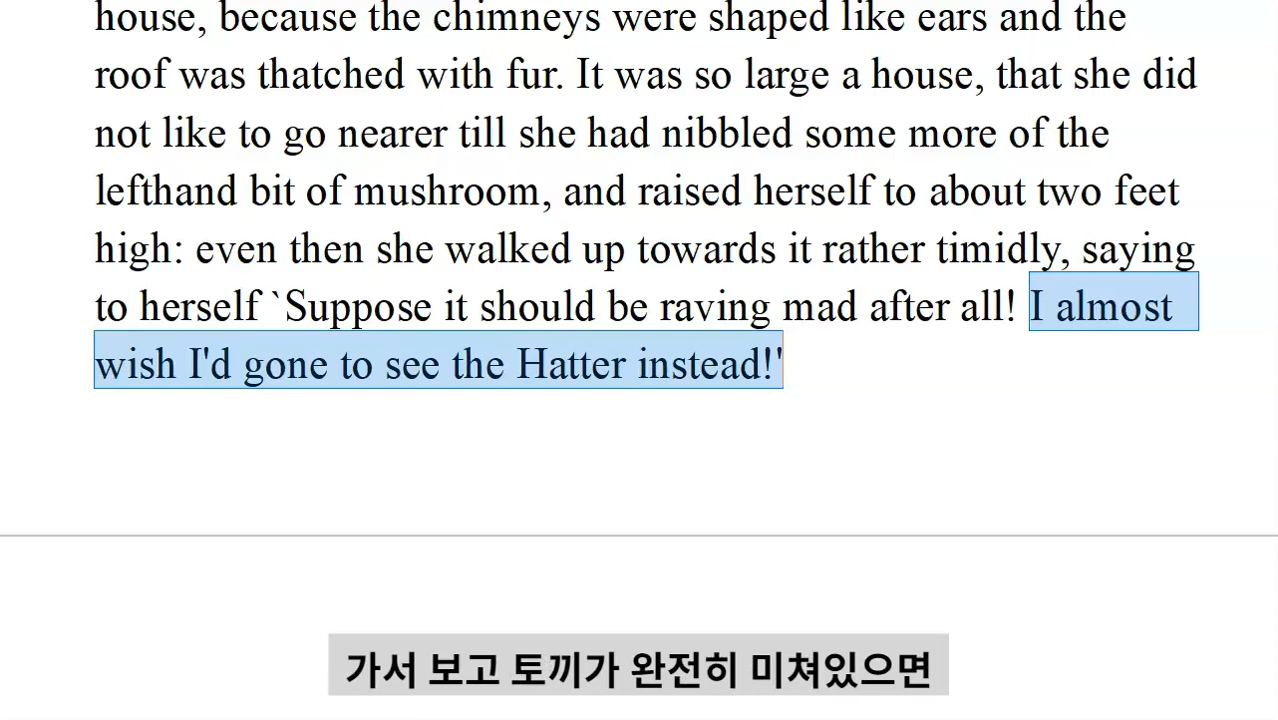 house, because the chimneys were shaped like ears and the
roof was thatched with fur. It was so large a house, that she did
not like to go nearer till she had nibbled some more of the
lefthand bit of mushroom, and raised herself to about two feet
high: even then she walked up towards it rather timidly, saying
to herself `Suppose it should be raving mad after all! I almost
wish I'd gone to see the Hatter instead!'
가서 보고 토끼가 완전히 미쳐있으면